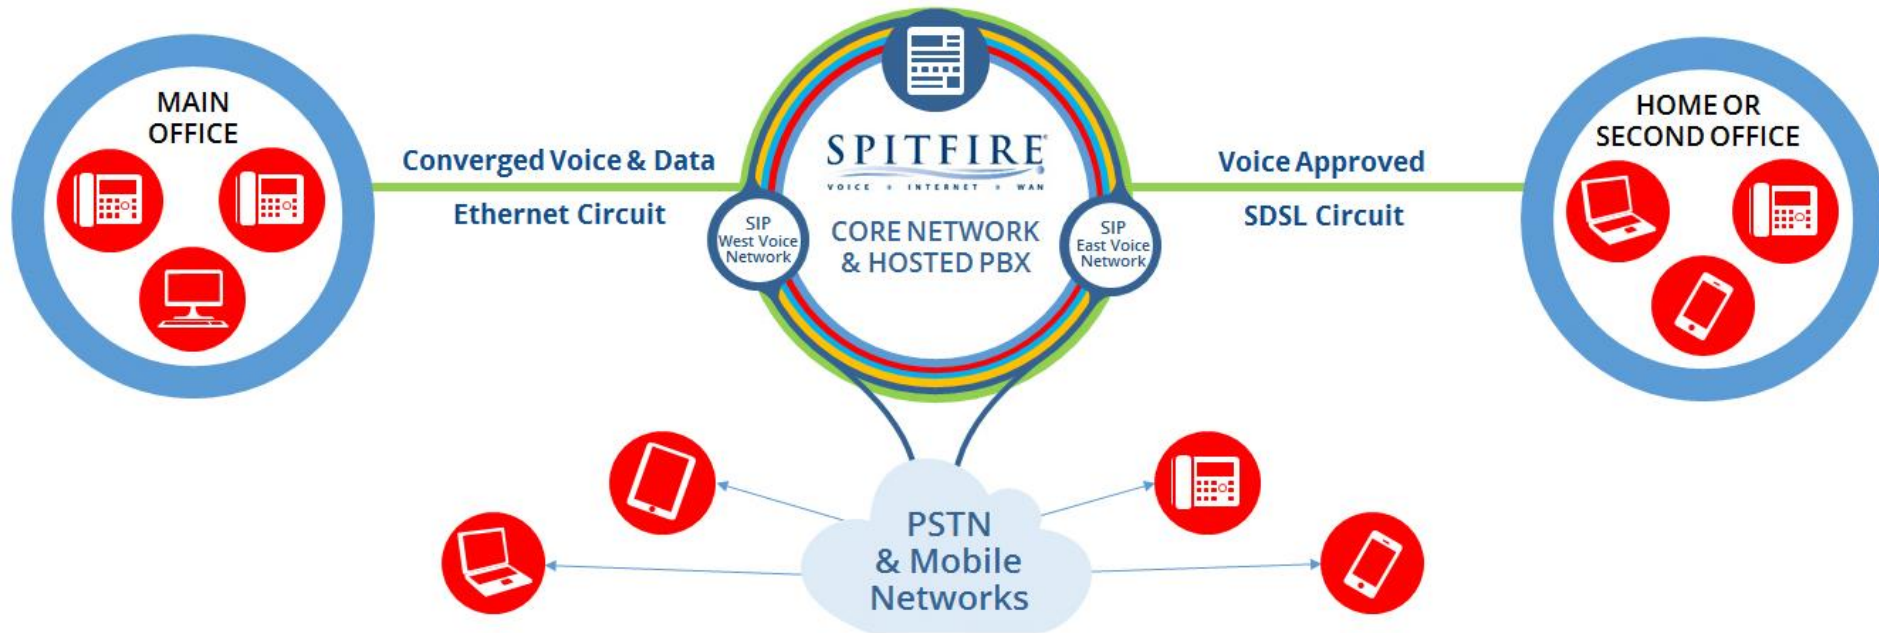 MAIN
OFFICE
Converged Voice & Data
Ethernet Circuit
SPITFIRE
VOICE * INTERNET * WAN
CORE NETWORK
& HOSTED PBX
SIP
West Voice
Network
SIP
East Voice
Network
Voice Approved
SDSL Circuit
HOME OR
SECOND OFFICE
PSTN
& Mobile
Networks